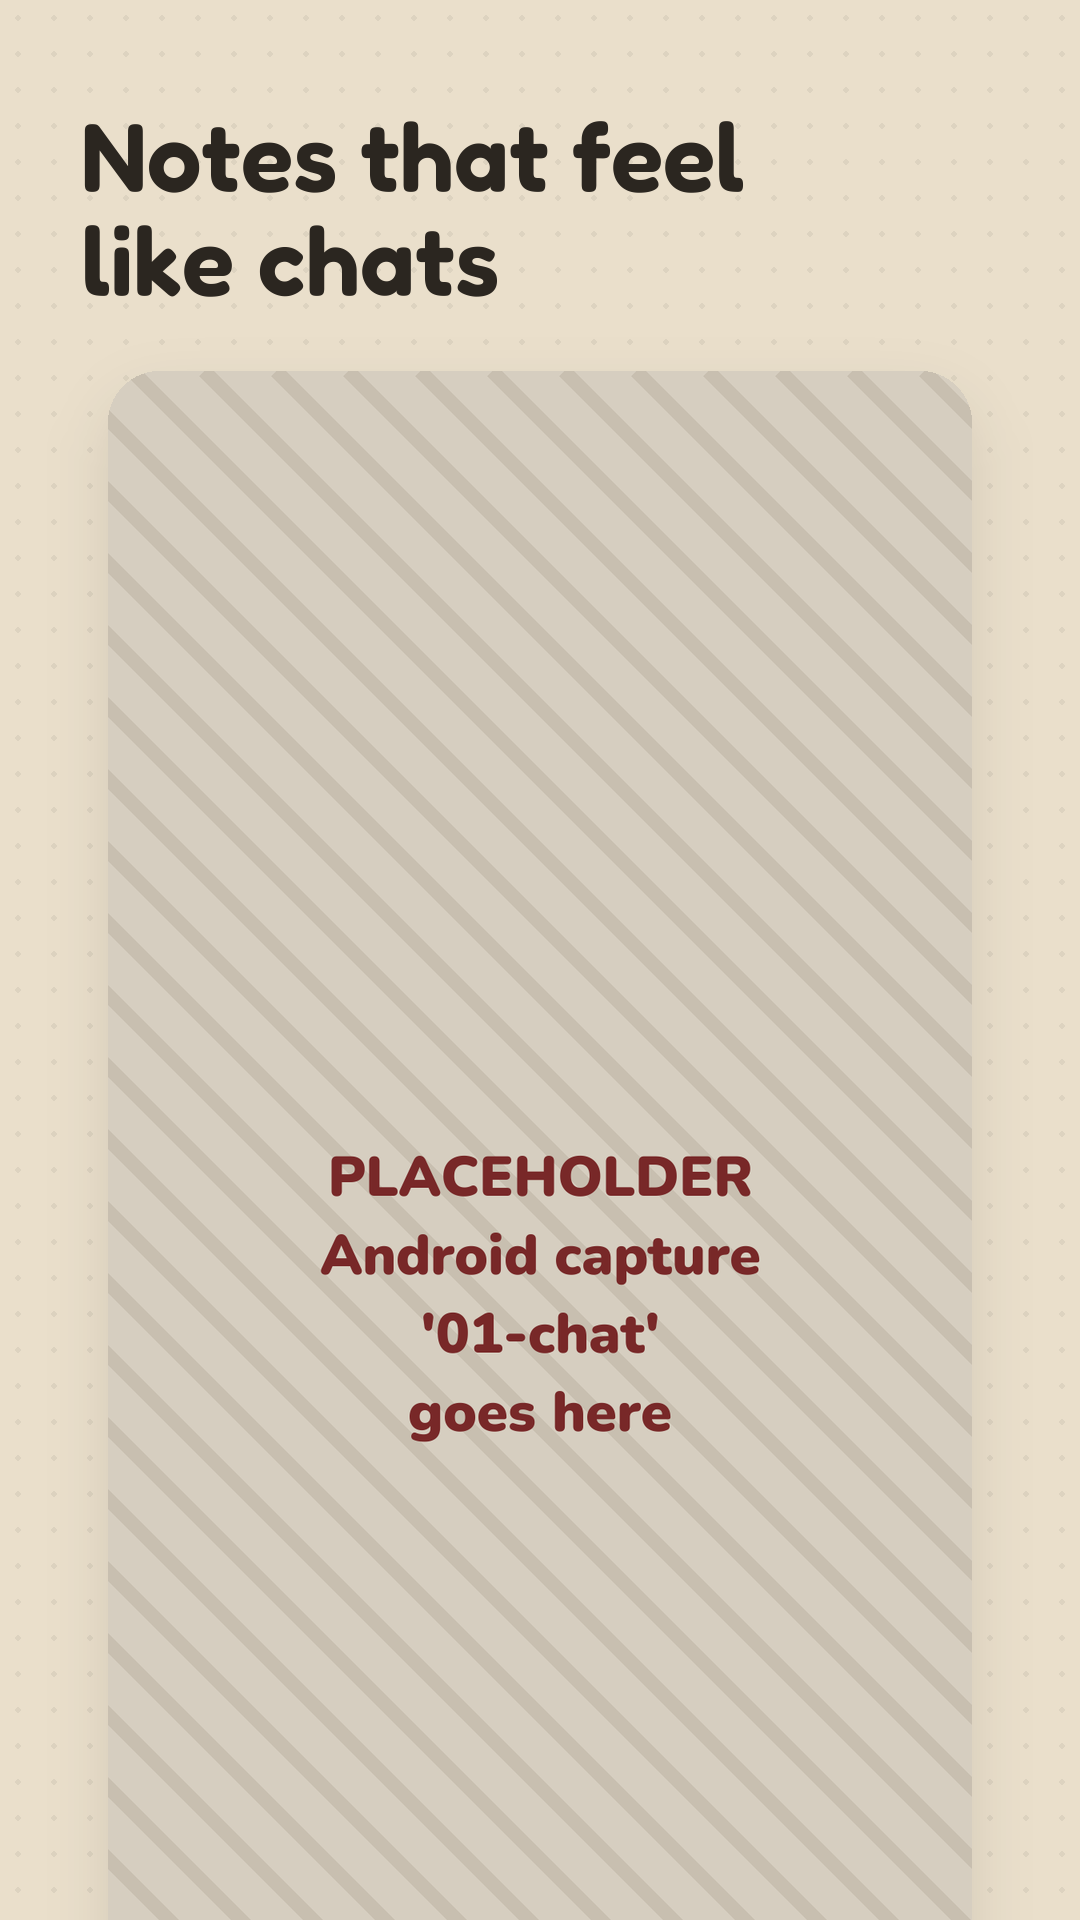 Notes that feel
like chats
PLACEHOLDER
Android capture
'01-chat'
goes here